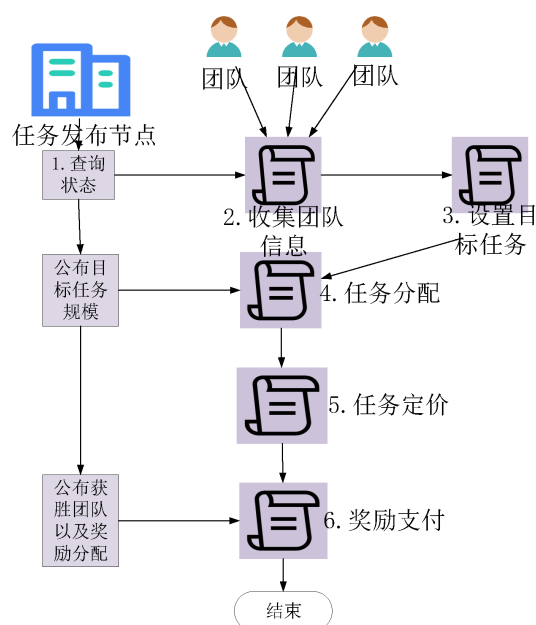 团队
团队
团队
任务发布节点
1.查询
状态
2.收集团队
信息
3.设置目
标任务
公布目
标任务
规模
4.任务分配
5.任务定价
公布获
胜团队
以及奖
励分配
6.奖励支付
结束